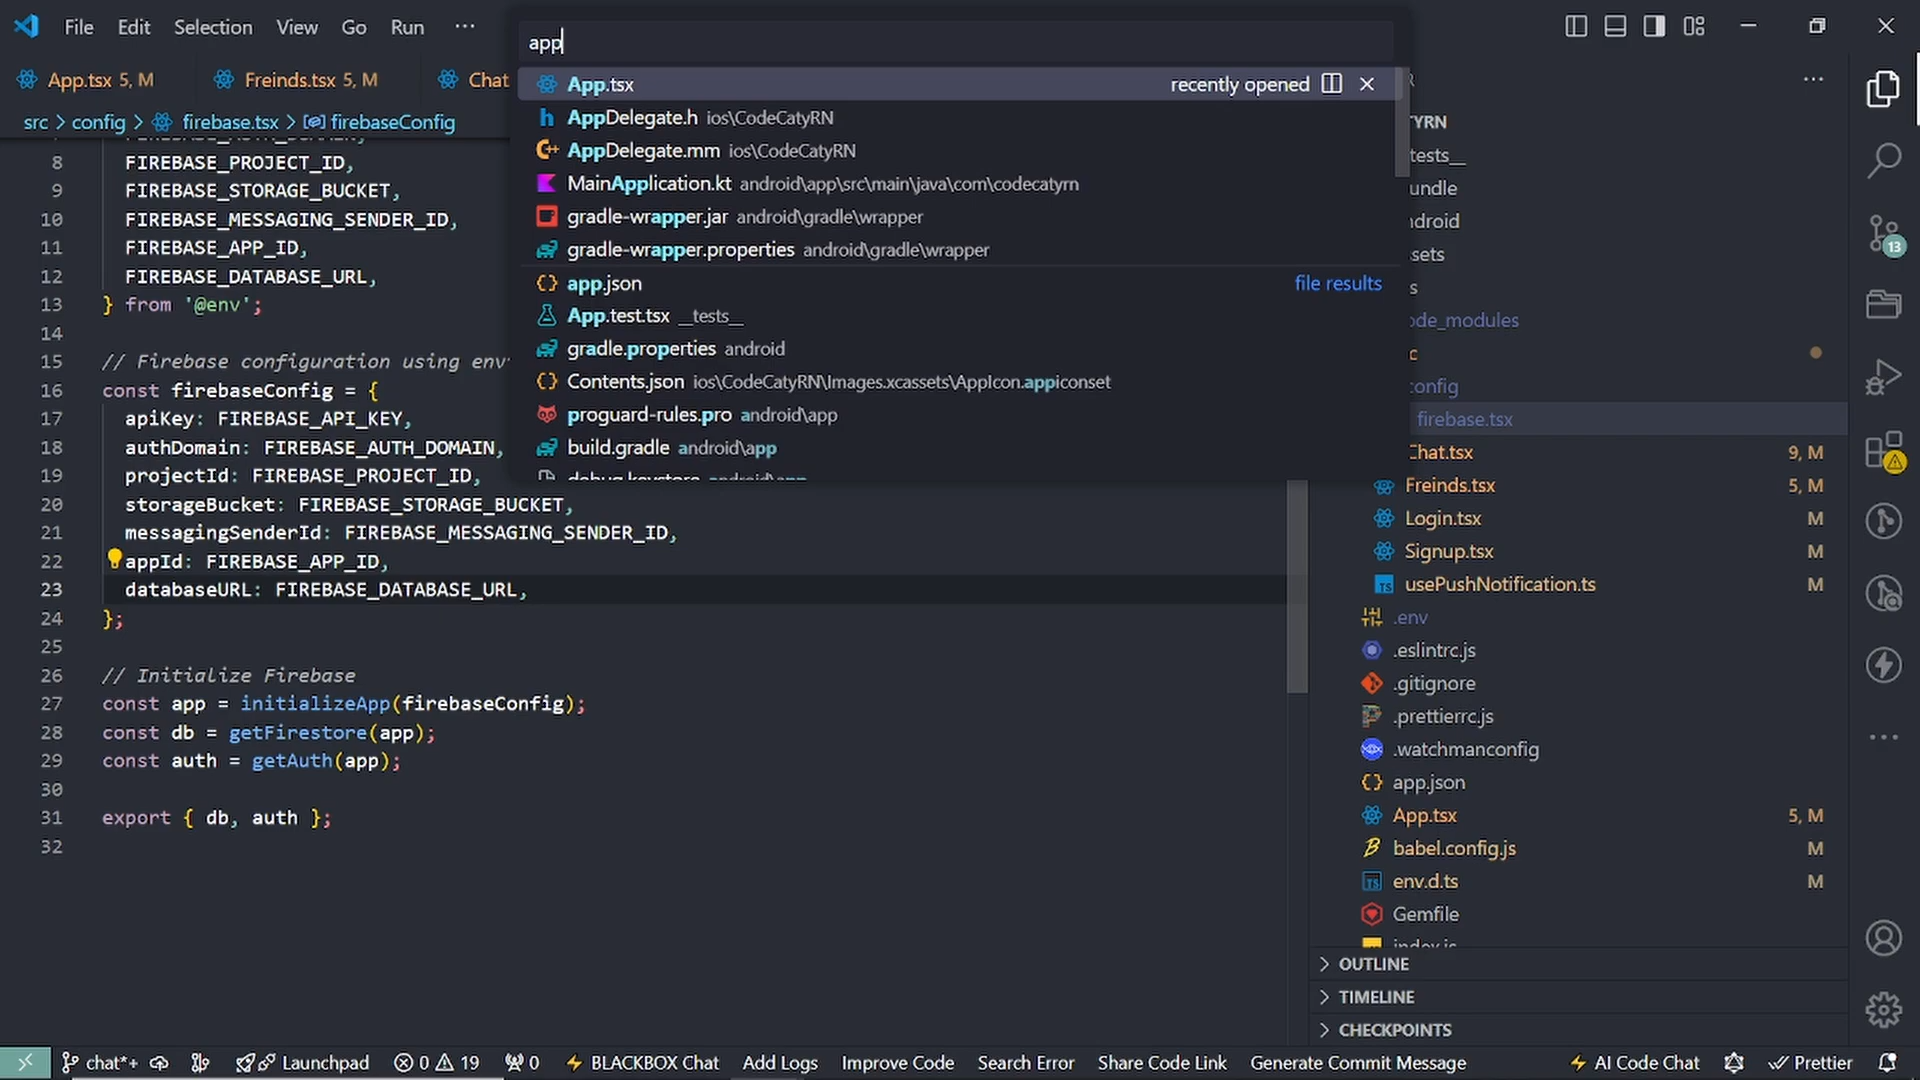 File Edit Selection View Go Run ···
app
App.tsx 5, M Freinds.tsx 5, M Chat
src > config > firebase.tsx > firebaseConfig
App.tsx recently opened
AppDelegate.h ios\CodeCatyRN
AppDelegate.mm ios\CodeCatyRN
MainApplication.kt android\app\src\main\java\com\codecatyrn
gradle-wrapper.jar android\gradle\wrapper
gradle-wrapper.properties android\gradle\wrapper
app.json file results
App.test.tsx __tests__
gradle.properties android
Contents.json ios\CodeCatyRN\Images.xcassets\AppIcon.appiconset
proguard-rules.pro android\app
build.gradle android\app
debug.keystore android\app
8 FIREBASE_PROJECT_ID,
9 FIREBASE_STORAGE_BUCKET,
10 FIREBASE_MESSAGING_SENDER_ID,
11 FIREBASE_APP_ID,
12 FIREBASE_DATABASE_URL,
13 } from '@env';
14
15 // Firebase configuration using env
16 const firebaseConfig = {
17 apiKey: FIREBASE_API_KEY,
18 authDomain: FIREBASE_AUTH_DOMAIN,
19 projectId: FIREBASE_PROJECT_ID,
20 storageBucket: FIREBASE_STORAGE_BUCKET,
21 messagingSenderId: FIREBASE_MESSAGING_SENDER_ID,
22 appId: FIREBASE_APP_ID,
23 databaseURL: FIREBASE_DATABASE_URL,
24 };
25
26 // Initialize Firebase
27 const app = initializeApp(firebaseConfig);
28 const db = getFirestore(app);
29 const auth = getAuth(app);
30
31 export { db, auth };
32
TYRN
tests__
undle
ndroid
sets
s
ode_modules
c
config
firebase.tsx
Chat.tsx 9, M
Freinds.tsx 5, M
Login.tsx M
Signup.tsx M
usePushNotification.ts M
.env
.eslintrc.js
.gitignore
.prettierrc.js
.watchmanconfig
app.json
App.tsx 5, M
babel.config.js M
env.d.ts M
Gemfile
index.js
OUTLINE
TIMELINE
CHECKPOINTS
13
chat*+ Launchpad 0 19 0 BLACKBOX Chat Add Logs Improve Code Search Error Share Code Link Generate Commit Message AI Code Chat Prettier